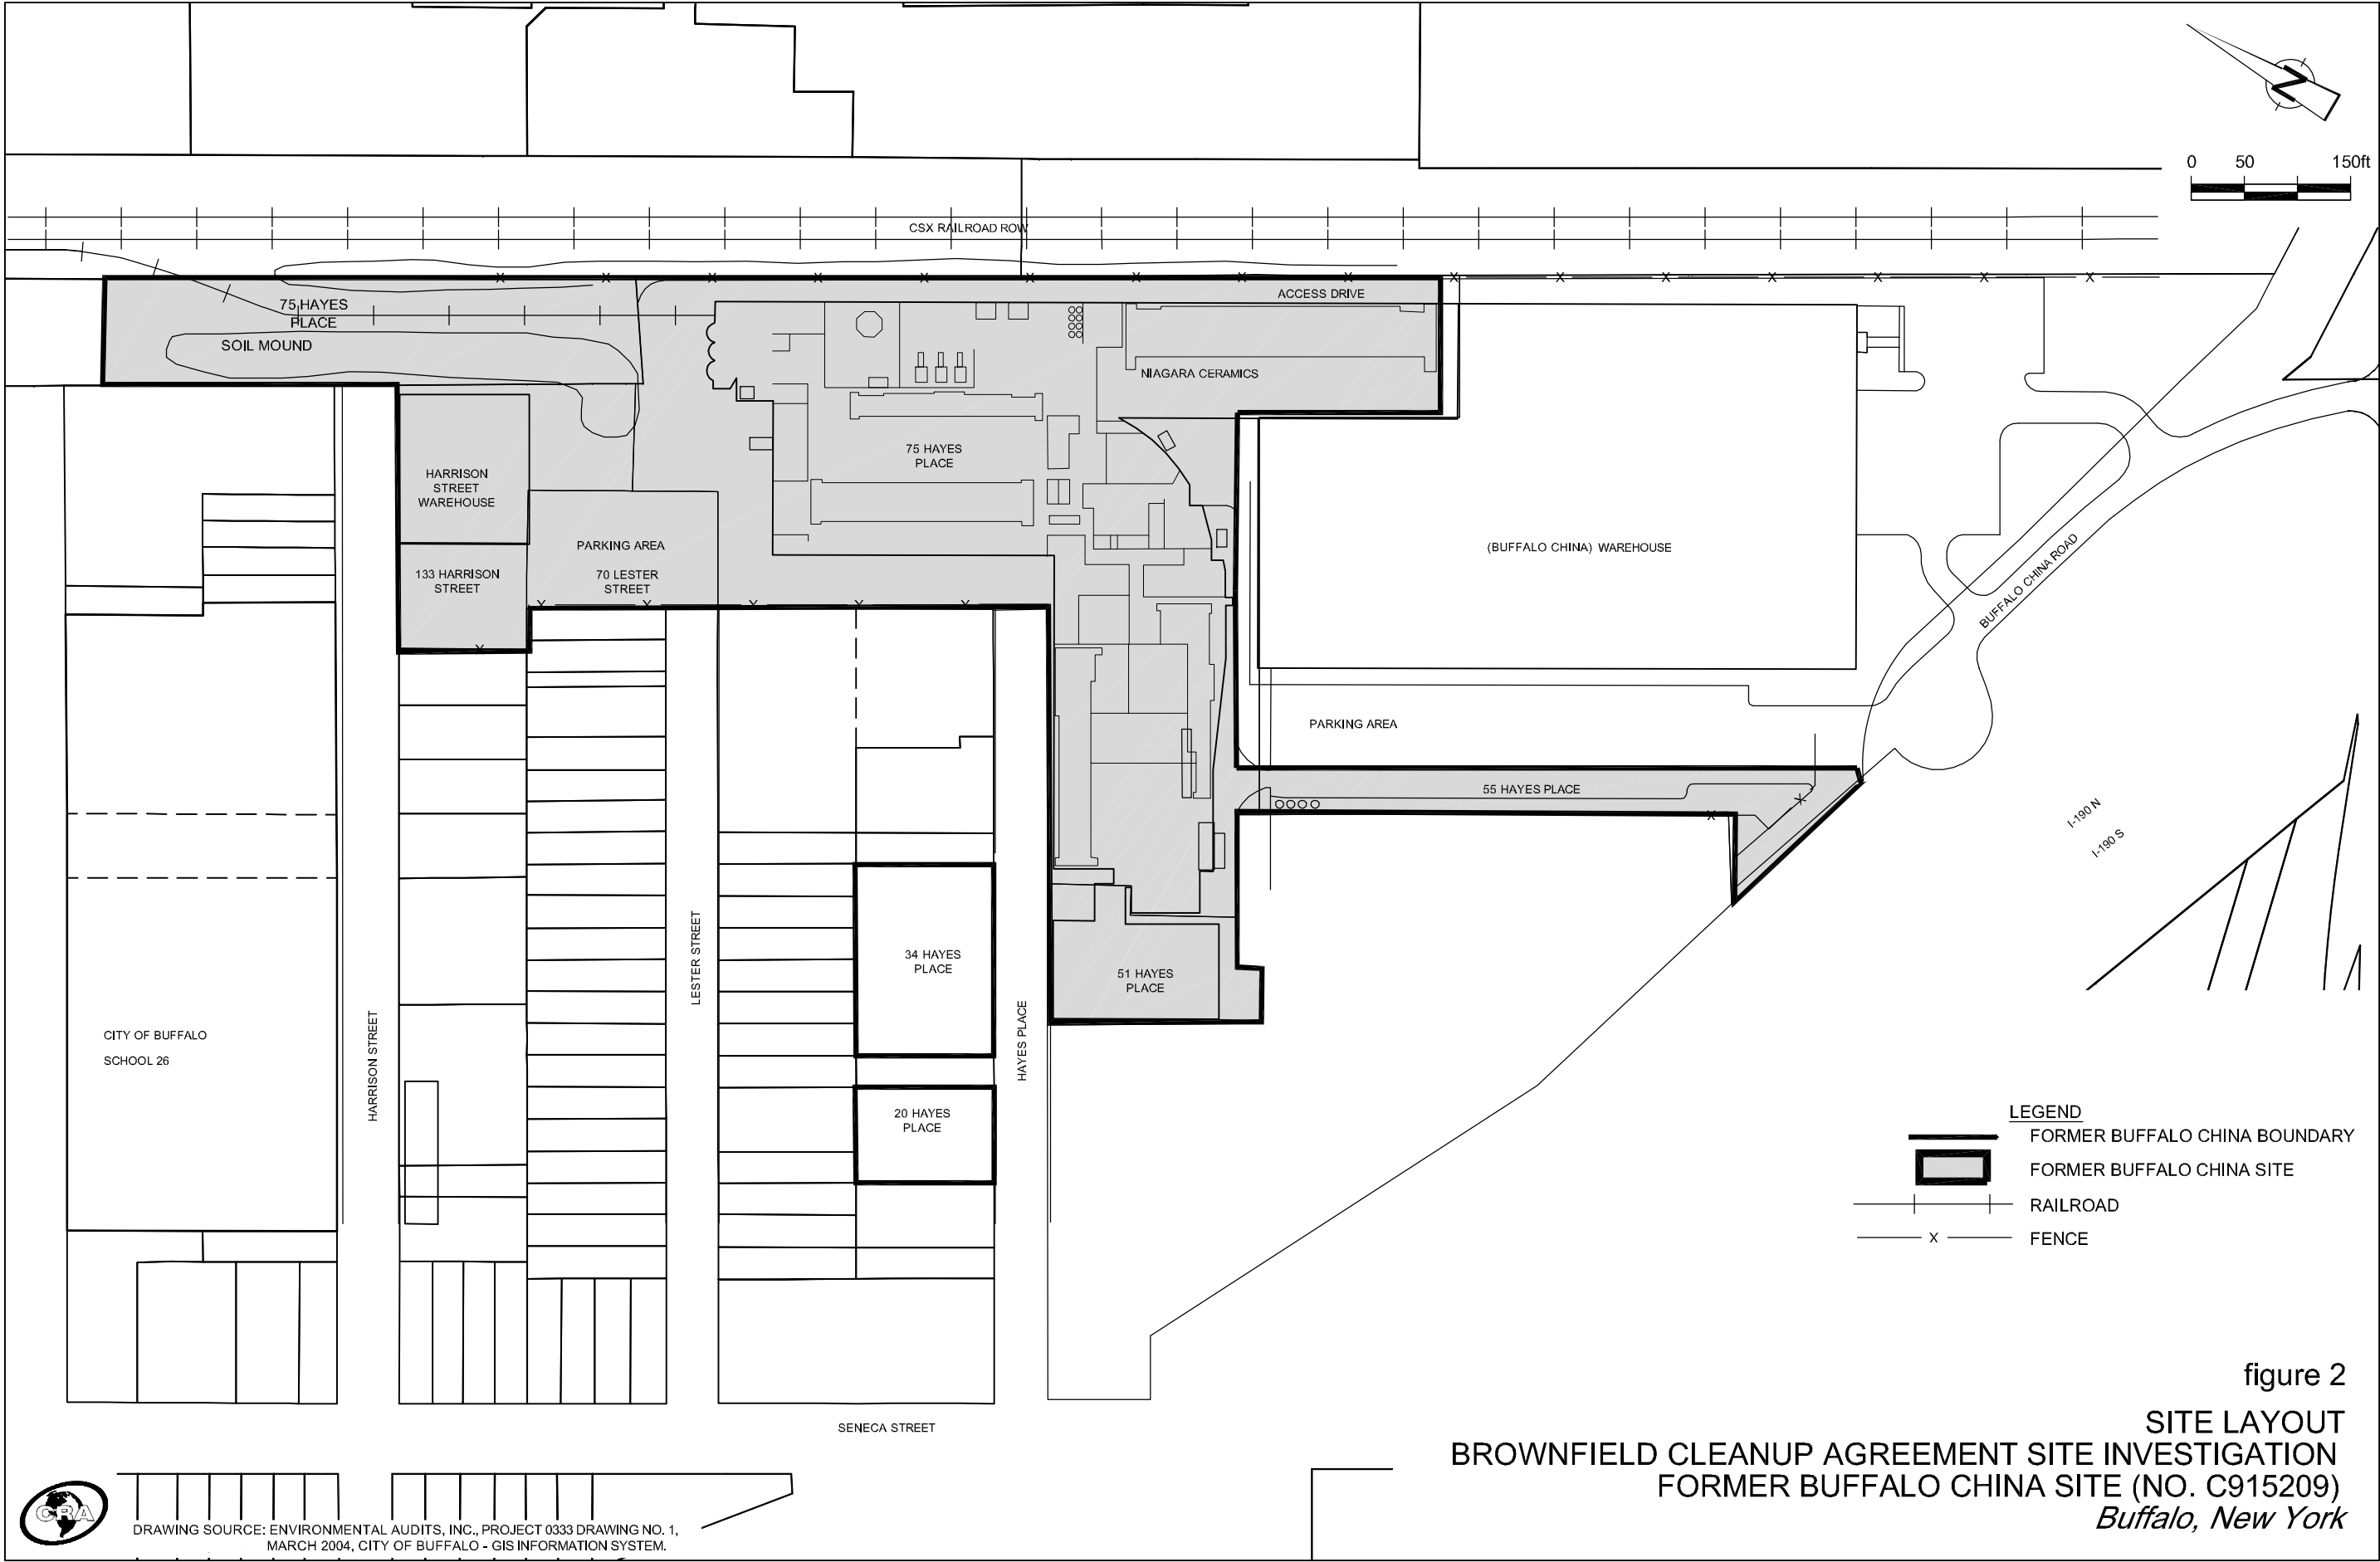 N
0 50 150ft
CSX RAILROAD ROW
ACCESS DRIVE
75 HAYES
PLACE
SOIL MOUND
NIAGARA CERAMICS
75 HAYES
PLACE
HARRISON
STREET
WAREHOUSE
PARKING AREA
(BUFFALO CHINA) WAREHOUSE
133 HARRISON
STREET
70 LESTER
STREET
BUFFALO CHINA ROAD
PARKING AREA
55 HAYES PLACE
I-190 N
I-190 S
34 HAYES
PLACE
51 HAYES
PLACE
LESTER STREET
HAYES PLACE
HARRISON STREET
CITY OF BUFFALO
SCHOOL 26
20 HAYES
PLACE
LEGEND
FORMER BUFFALO CHINA BOUNDARY
FORMER BUFFALO CHINA SITE
RAILROAD
X FENCE
SENECA STREET
figure 2
SITE LAYOUT
BROWNFIELD CLEANUP AGREEMENT SITE INVESTIGATION
FORMER BUFFALO CHINA SITE (NO. C915209)
Buffalo, New York
CRA
DRAWING SOURCE: ENVIRONMENTAL AUDITS, INC., PROJECT 0333 DRAWING NO. 1,
MARCH 2004, CITY OF BUFFALO - GIS INFORMATION SYSTEM.